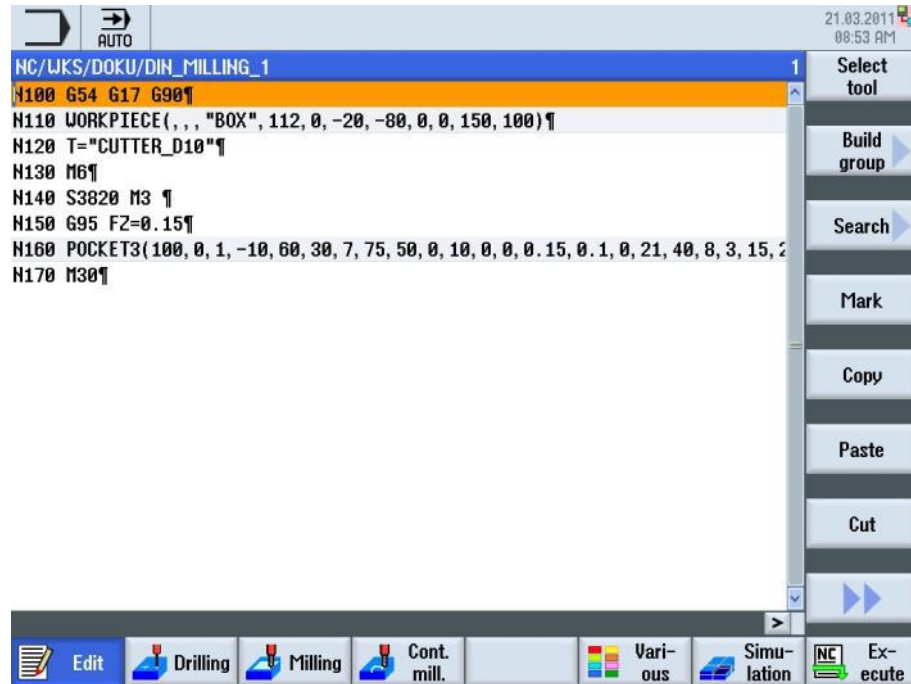 AUTO
21.03.2011
08:53 AM
NC/WKS/DOKU/DIN_MILLING_1 1
N100 G54 G17 G90¶
N110 WORKPIECE(,,,"BOX",112,0,-20,-80,0,0,150,100)¶
N120 T="CUTTER_D10"¶
N130 M6¶
N140 S3820 M3 ¶
N150 G95 FZ=0.15¶
N160 POCKET3(100,0,1,-10,60,30,7,75,50,0,10,0,0,0.15,0.1,0,21,40,8,3,15,2
N170 M30¶
Select
tool
Build
group
Search
Mark
Copy
Paste
Cut
Edit
Drilling
Milling
Cont.
mill.
Vari-
ous
Simu-
lation
NC
Ex-
ecute